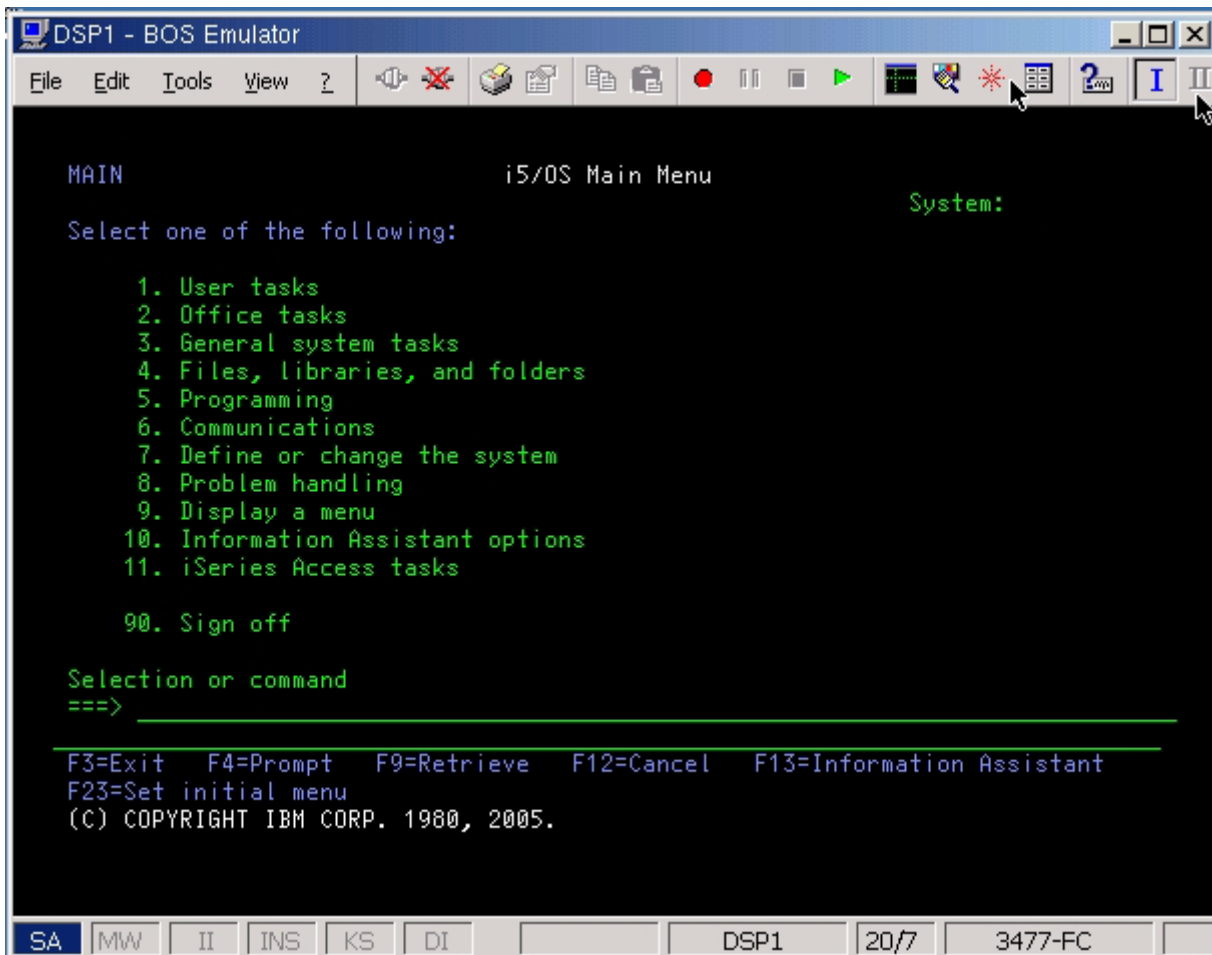 DSP1 - BOS Emulator
File Edit Tools View ?
I II
MAIN i5/OS Main Menu
System:
Select one of the following:
1. User tasks
2. Office tasks
3. General system tasks
4. Files, libraries, and folders
5. Programming
6. Communications
7. Define or change the system
8. Problem handling
9. Display a menu
10. Information Assistant options
11. iSeries Access tasks
90. Sign off
Selection or command
===>
F3=Exit F4=Prompt F9=Retrieve F12=Cancel F13=Information Assistant
F23=Set initial menu
(C) COPYRIGHT IBM CORP. 1980, 2005.
SA MW II INS KS DI DSP1 20/7 3477-FC